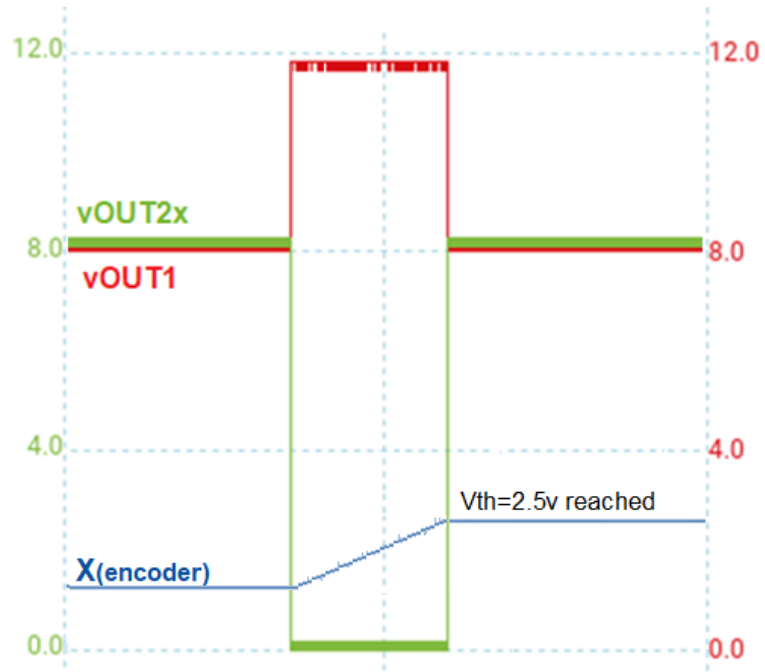 12.0 12.0
vOUT2x
8.0 8.0
vOUT1
4.0 4.0
Vth=2.5v reached
X(encoder)
0.0 0.0